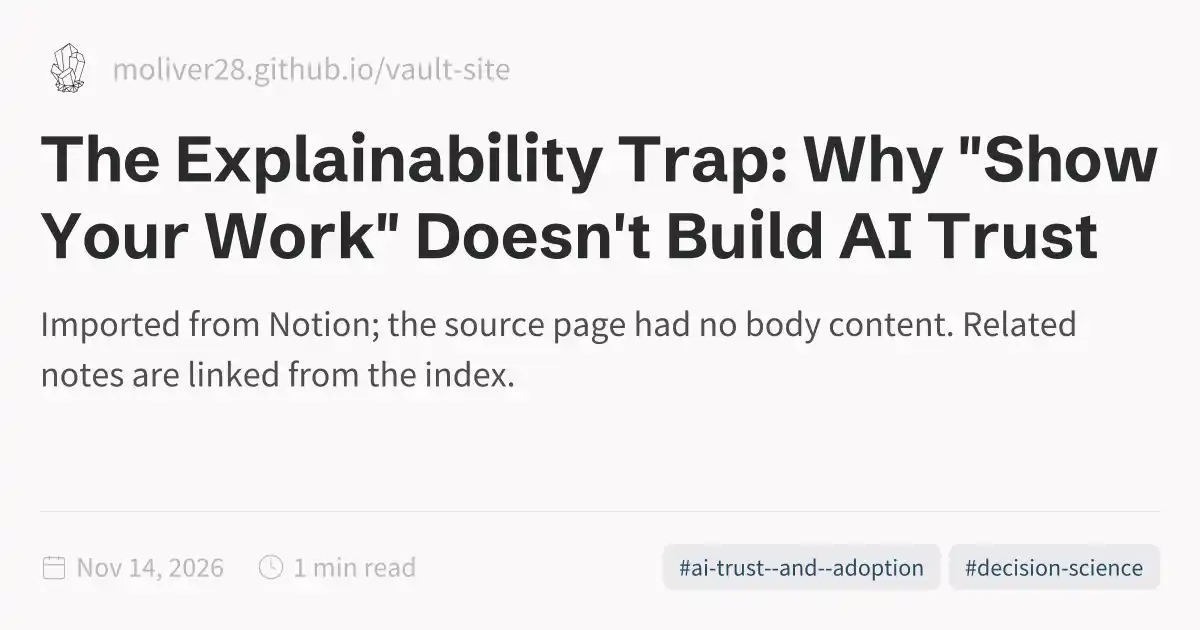 moliver28.github.io/vault-site
The Explainability Trap: Why "Show
Your Work" Doesn't Build AI Trust
Imported from Notion; the source page had no body content. Related
notes are linked from the index.
Nov 14, 2026
1 min read
#ai-trust--and--adoption
#decision-science